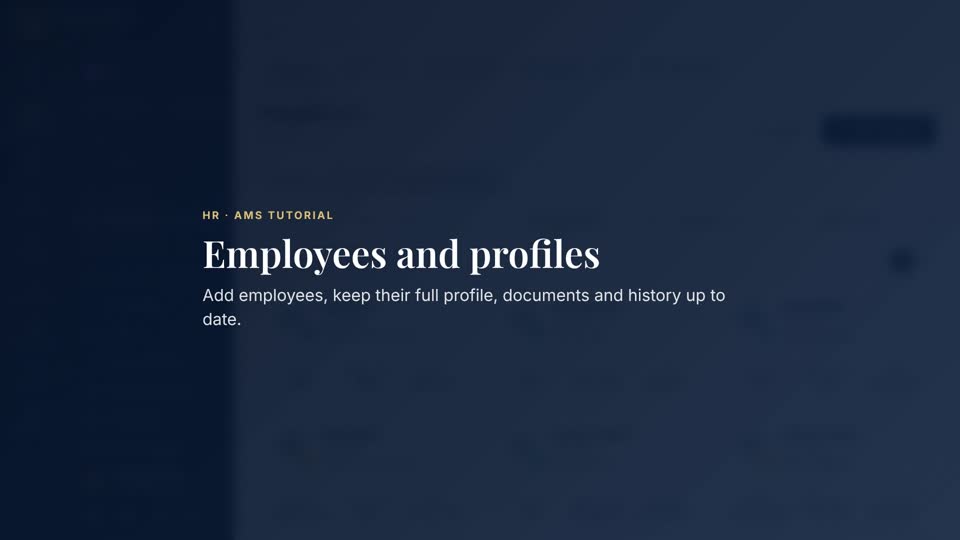 HR · AMS TUTORIAL
Employees and profiles
Add employees, keep their full profile, documents and history up to
date.